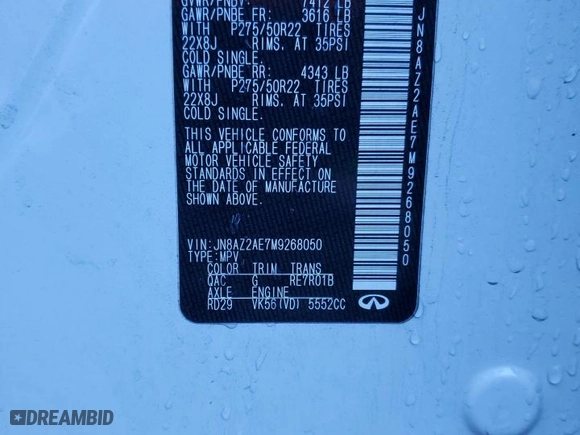 GVWR/PNBV: 7412 LB
GAWR/PNBE FR: 3616 LB
WITH P275/50R22 TIRES
22X8J RIMS. AT 35PSI
COLD SINGLE.
GAWR/PNBE RR: 4343 LB
WITH P275/50R22 TIRES
22X8J RIMS. AT 35PSI
COLD SINGLE.
THIS VEHICLE CONFORMS TO
ALL APPLICABLE FEDERAL
MOTOR VEHICLE SAFETY
STANDARDS IN EFFECT ON
THE DATE OF MANUFACTURE
SHOWN ABOVE.
VIN:JN8AZ2AE7M9268050
TYPE:MPV
COLOR TRIM TRANS
QAC G RE7R01B
AXLE ENGINE
RD29 VK56(VD) 5552CC
JN8AZ2AE7M9268050
INFINITI
DREAMBID